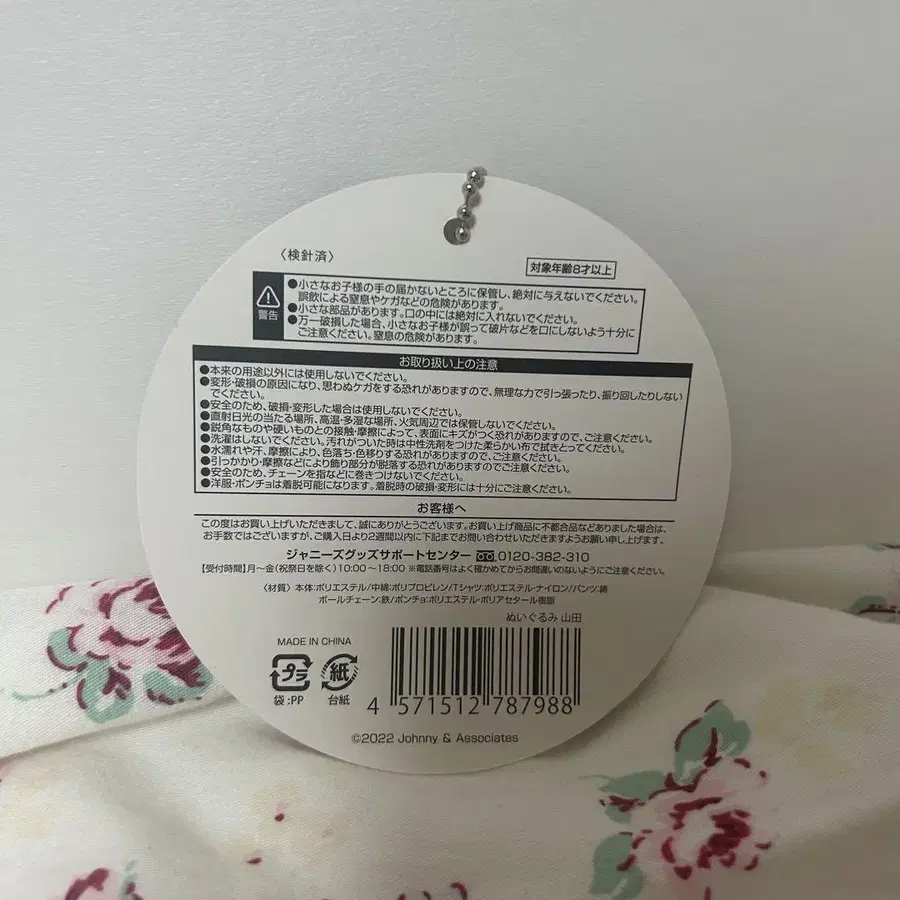 〈検針済〉
対象年齢8才以上
警告
●小さなお子様の手の届かないところに保管し、絶対に与えないでください。
誤飲による窒息やケガなどの危険があります。
●小さな部品があります。口の中には絶対に入れないでください。
●万一破損した場合、小さなお子様が誤って破片などを口にしないよう十分に
ご注意ください。窒息の危険があります。
お取り扱い上の注意
●本来の用途以外には使用しないでください。
●変形・破損の原因になり、思わぬケガをする恐れがありますので、無理な力で引っ張ったり、振り回したりしない
でください。
●安全のため、破損・変形した場合は使用しないでください。
●直射日光の当たる場所、高温・多湿な場所、火気周辺では保管しないでください。
●鋭角なものや硬いものとの接触・摩擦によって、表面にキズがつく恐れがありますので、ご注意ください。
●洗濯はしないでください。汚れがついた時は中性洗剤をつけた柔らかい布で拭きとってください。
●水濡れや汗、摩擦により、色落ち・色移りする恐れがありますので、ご注意ください。
●引っかかり・摩擦などにより飾り部分が脱落する恐れがありますのでご注意ください。
●安全のため、チェーンを指などに巻きつけないでください。
●洋服・ポンチョは着脱可能になります。着脱時の破損・変形には十分にご注意ください。
お客様へ
この度はお買い上げいただきまして、誠にありがとうございます。お買い上げ商品に不都合品などありました場合は、
お手数ではございますが、ご購入日より2週間以内に下記までお問い合わせいただきますようお願い申し上げます。
ジャニーズグッズサポートセンター 0120-382-310
【受付時間】月〜金(祝祭日を除く)10:00〜18:00 ※電話番号はよく確かめてからお間違いのないようにご注意ください。
〈材質〉本体:ポリエステル/中綿:ポリプロピレン/Tシャツ:ポリエステル・ナイロン/パンツ:綿
ボールチェーン:鉄/ポンチョ:ポリエステル・ポリアセタール樹脂
ぬいぐるみ 山田
MADE IN CHINA
プラ 紙
袋:PP 台紙
4 571512 787988
©2022 Johnny & Associates